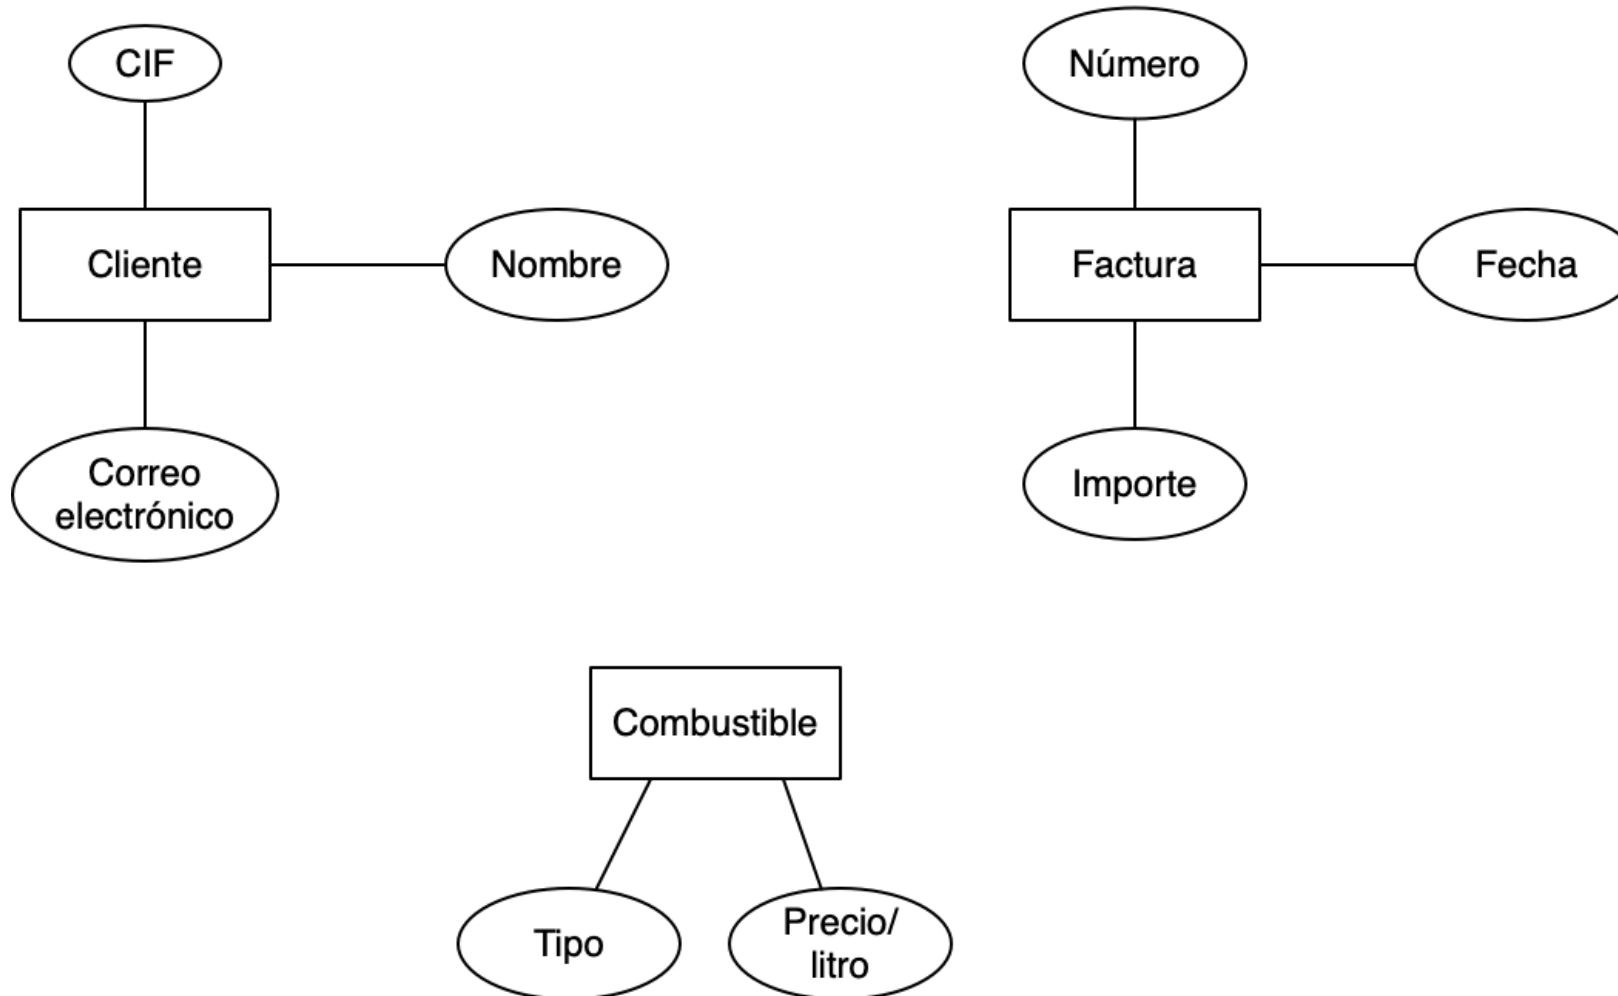 CIF
Número
Cliente
Nombre
Factura
Fecha
Correo
electrónico
Importe
Combustible
Tipo
Precio/
litro